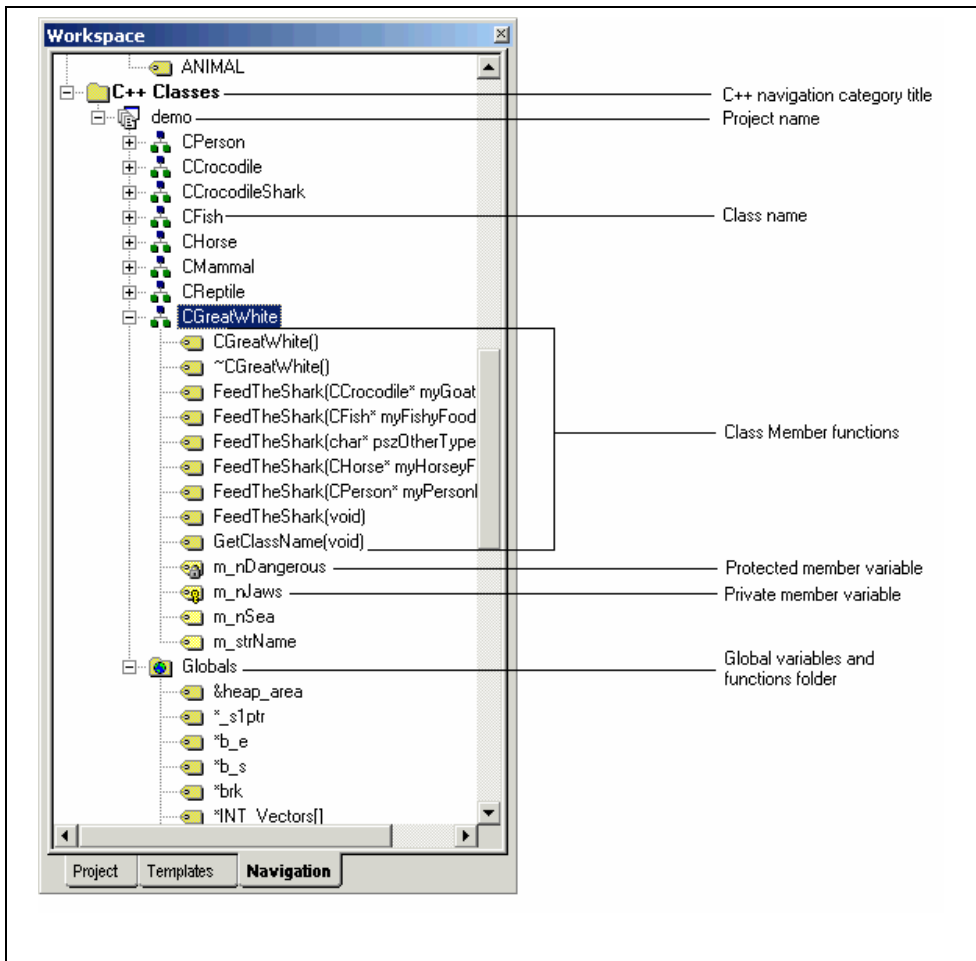 Workspace
ANIMAL
C++ Classes
C++ navigation category title
demo
Project name
CPerson
CCrocodile
CCrocodileShark
CFish
Class name
CHorse
CMammal
CReptile
CGreatWhite
CGreatWhite()
~CGreatWhite()
FeedTheShark(CCrocodile* myGoat
FeedTheShark(CFish* myFishyFood
FeedTheShark(char* pszOtherType
Class Member functions
FeedTheShark(CHorse* myHorseyF
FeedTheShark(CPerson* myPersonl
FeedTheShark(void)
GetClassName(void)
m_nDangerous
Protected member variable
m_nJaws
Private member variable
m_nSea
m_strName
Globals
Global variables and
functions folder
&heap_area
*_s1ptr
*b_e
*b_s
*brk
*INT_Vectors[]
Project Templates Navigation